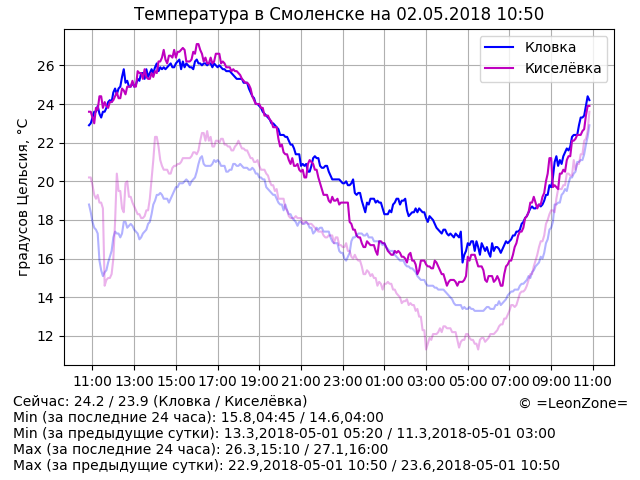 Температура в Смоленске на 02.05.2018 10:50
Кловка
Киселёвка
градусов Цельсия, °C
26
24
22
20
18
16
14
12
11:00 13:00 15:00 17:00 19:00 21:00 23:00 01:00 03:00 05:00 07:00 09:00 11:00
Сейчас: 24.2 / 23.9 (Кловка / Киселёвка)
© =LeonZone=
Min (за последние 24 часа): 15.8,04:45 / 14.6,04:00
Min (за предыдущие сутки): 13.3,2018-05-01 05:20 / 11.3,2018-05-01 03:00
Max (за последние 24 часа): 26.3,15:10 / 27.1,16:00
Max (за предыдущие сутки): 22.9,2018-05-01 10:50 / 23.6,2018-05-01 10:50